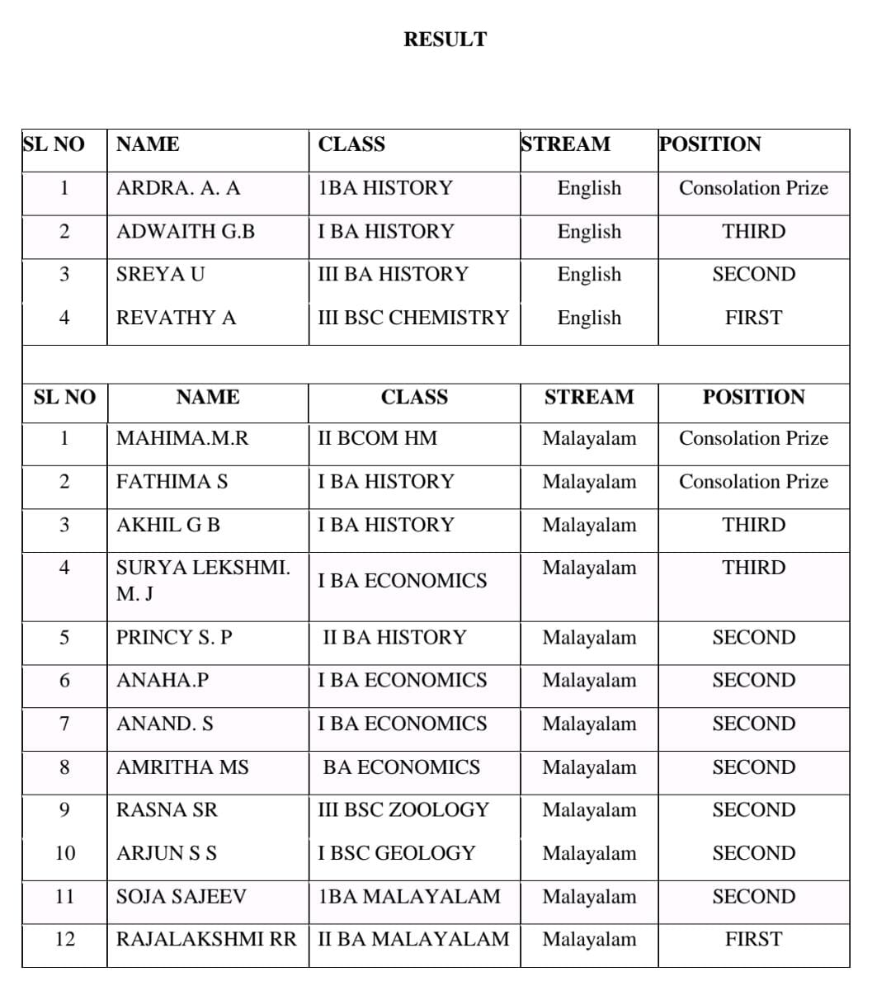 RESULT
SL NO NAME CLASS STREAM POSITION
1 ARDRA. A. A 1BA HISTORY English Consolation Prize
2 ADWAITH G.B I BA HISTORY English THIRD
3 SREYA U III BA HISTORY English SECOND
4 REVATHY A III BSC CHEMISTRY English FIRST
SL NO NAME CLASS STREAM POSITION
1 MAHIMA.M.R II BCOM HM Malayalam Consolation Prize
2 FATHIMA S I BA HISTORY Malayalam Consolation Prize
3 AKHIL G B I BA HISTORY Malayalam THIRD
4 SURYA LEKSHMI. I BA ECONOMICS Malayalam THIRD
M. J
5 PRINCY S. P II BA HISTORY Malayalam SECOND
6 ANAHA.P I BA ECONOMICS Malayalam SECOND
7 ANAND. S I BA ECONOMICS Malayalam SECOND
8 AMRITHA MS BA ECONOMICS Malayalam SECOND
9 RASNA SR III BSC ZOOLOGY Malayalam SECOND
10 ARJUN S S I BSC GEOLOGY Malayalam SECOND
11 SOJA SAJEEV 1BA MALAYALAM Malayalam SECOND
12 RAJALAKSHMI RR II BA MALAYALAM Malayalam FIRST